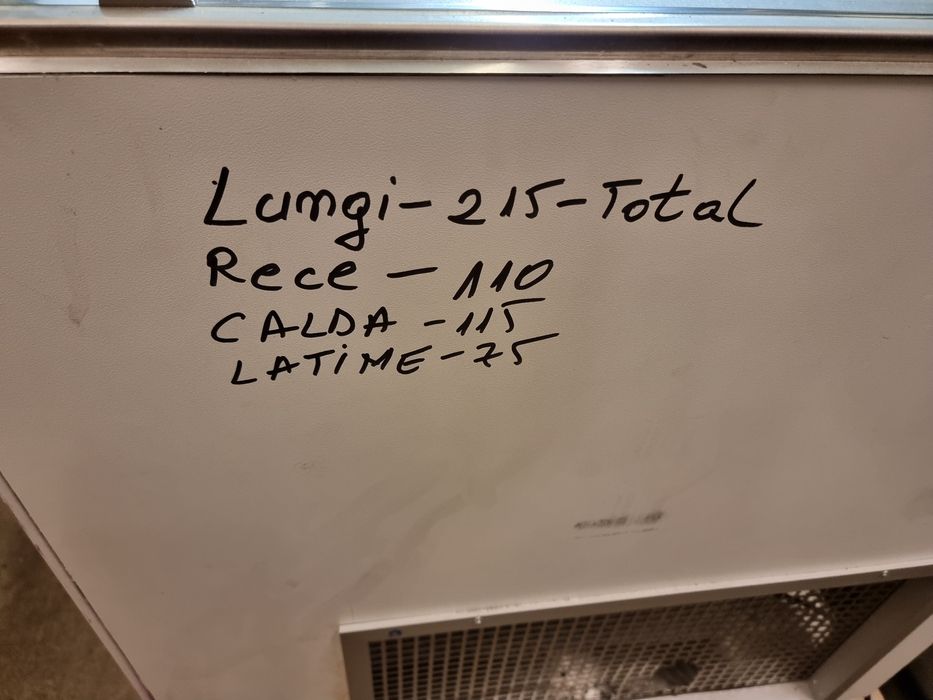 Lungi-215-Total
Rece - 110
CALDA - 115
LATiME - 75